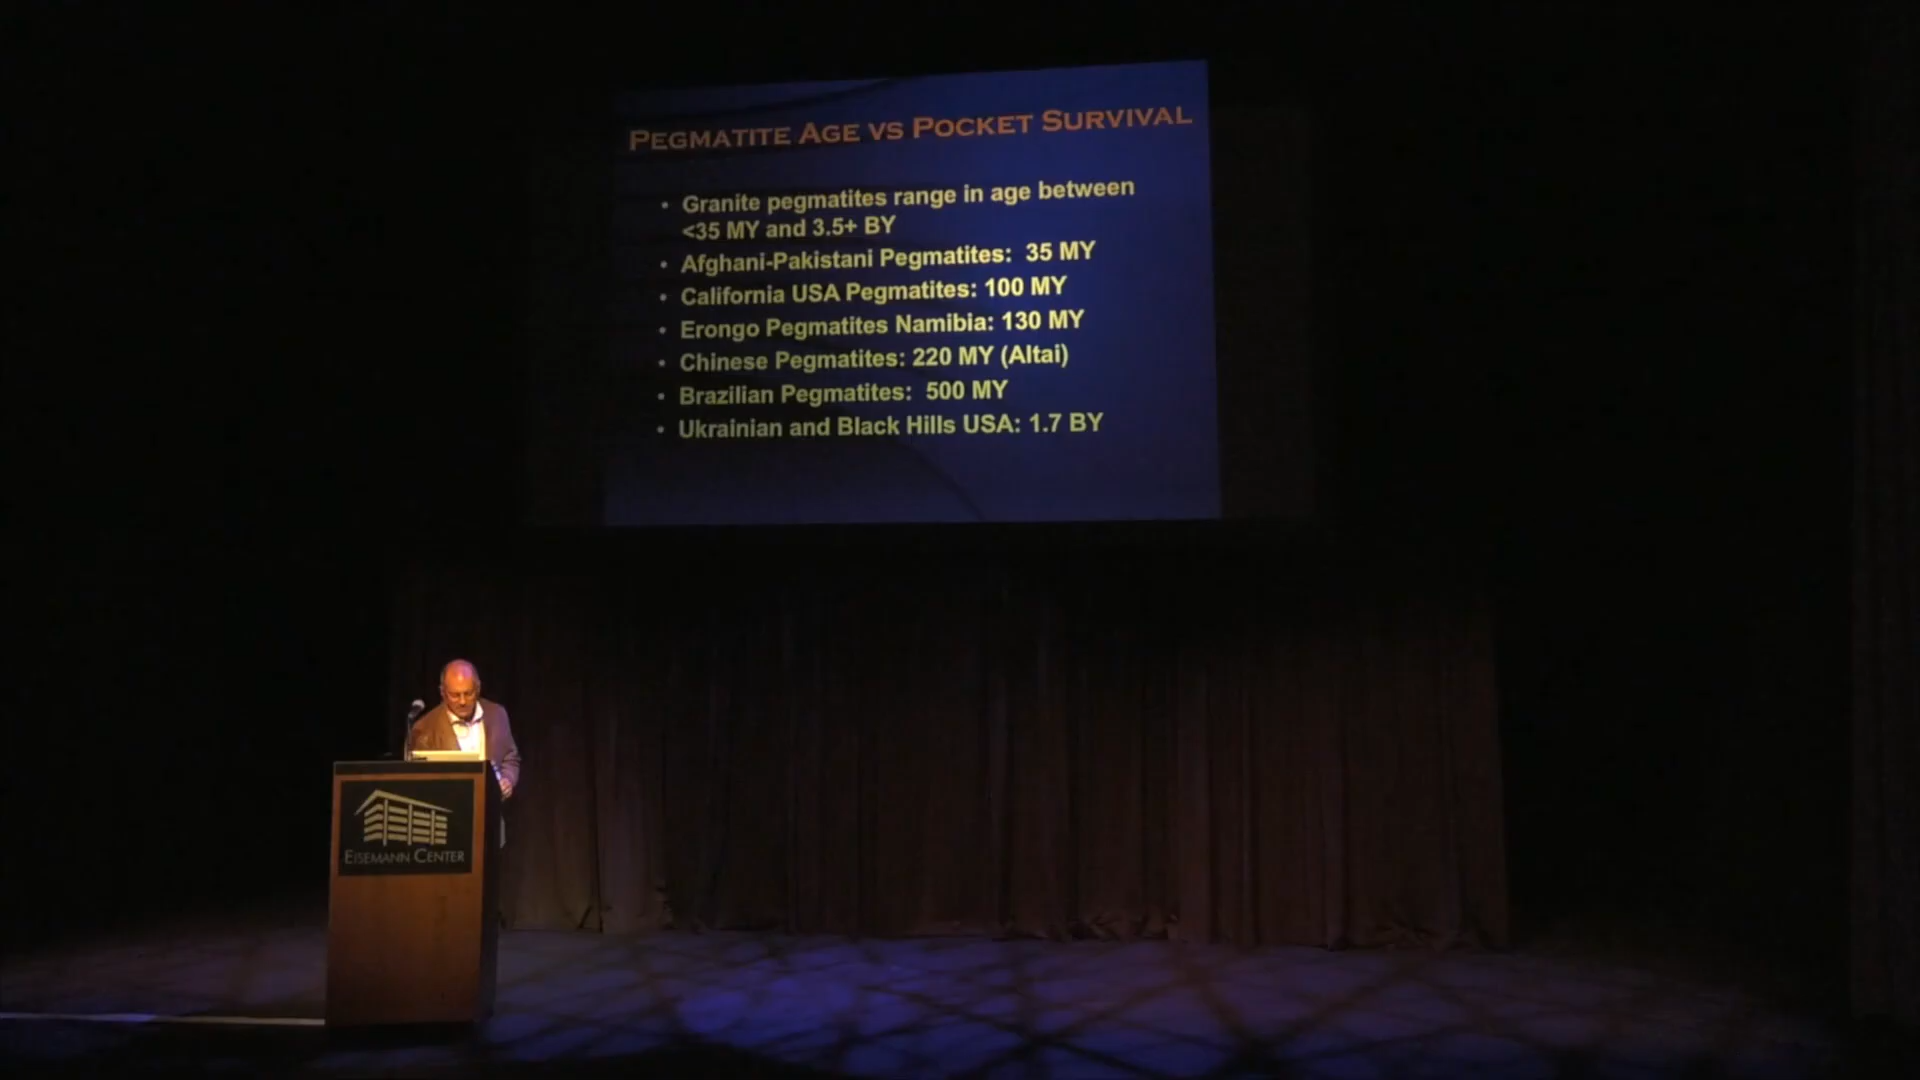 PEGMATITE AGE VS POCKET SURVIVAL
• Granite pegmatites range in age between
<35 MY and 3.5+ BY
• Afghani-Pakistani Pegmatites: 35 MY
• California USA Pegmatites: 100 MY
• Erongo Pegmatites Namibia: 130 MY
• Chinese Pegmatites: 220 MY (Altai)
• Brazilian Pegmatites: 500 MY
• Ukrainian and Black Hills USA: 1.7 BY
EISEMANN CENTER